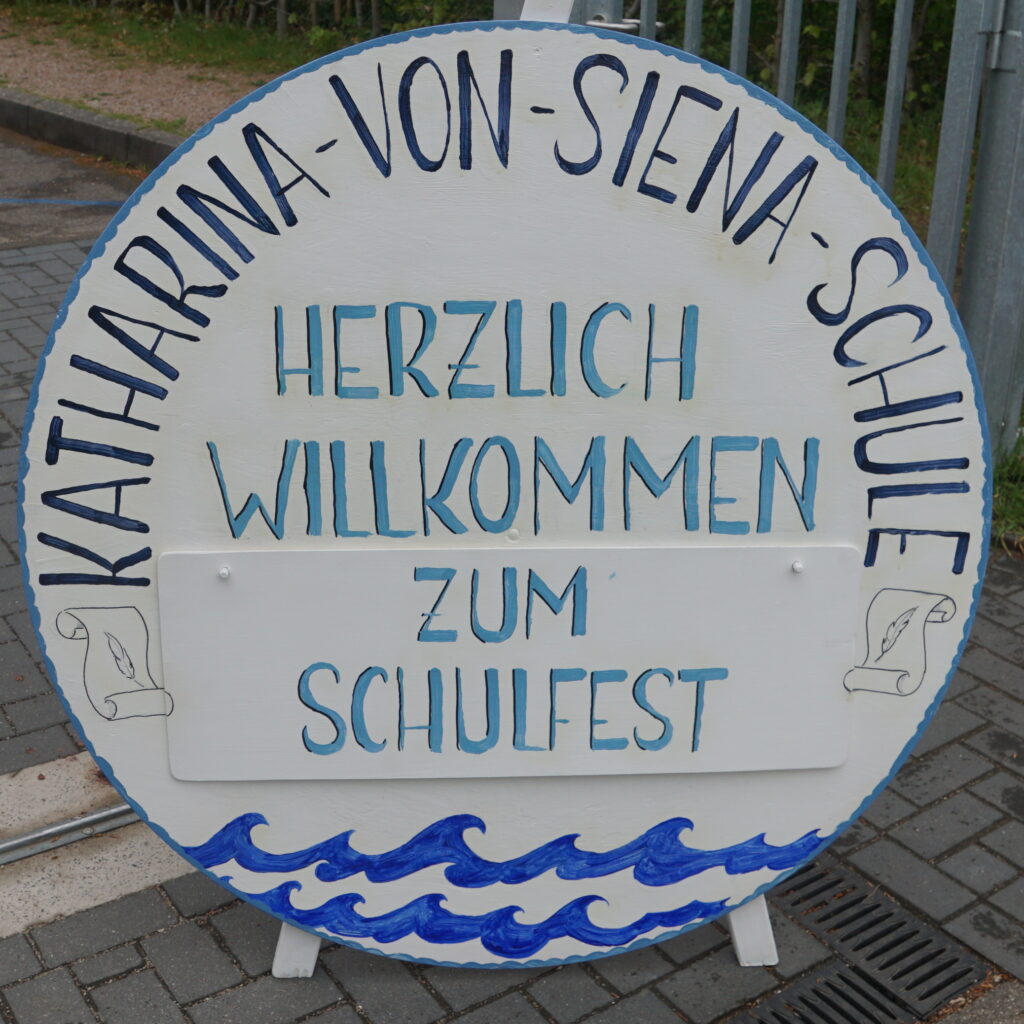 KATHARINA-VON-SIENA-SCHULE
HERZLICH
WILLKOMMEN
ZUM
SCHULFEST